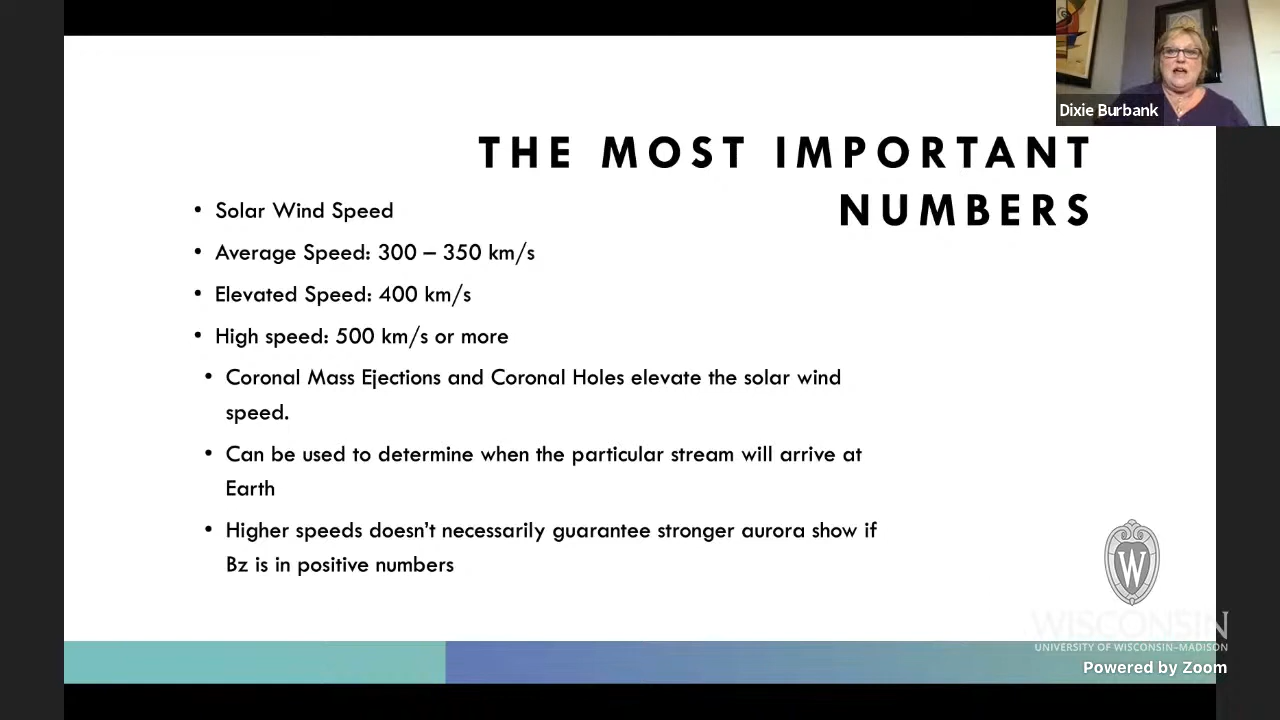 Dixie Burbank
THE MOST IMPORTANT
NUMBERS
• Solar Wind Speed
• Average Speed: 300 – 350 km/s
• Elevated Speed: 400 km/s
• High speed: 500 km/s or more
• Coronal Mass Ejections and Coronal Holes elevate the solar wind
speed.
• Can be used to determine when the particular stream will arrive at
Earth
• Higher speeds doesn't necessarily guarantee stronger aurora show if
Bz is in positive numbers
W
WISCONSIN
UNIVERSITY OF WISCONSIN–MADISON
Powered by Zoom